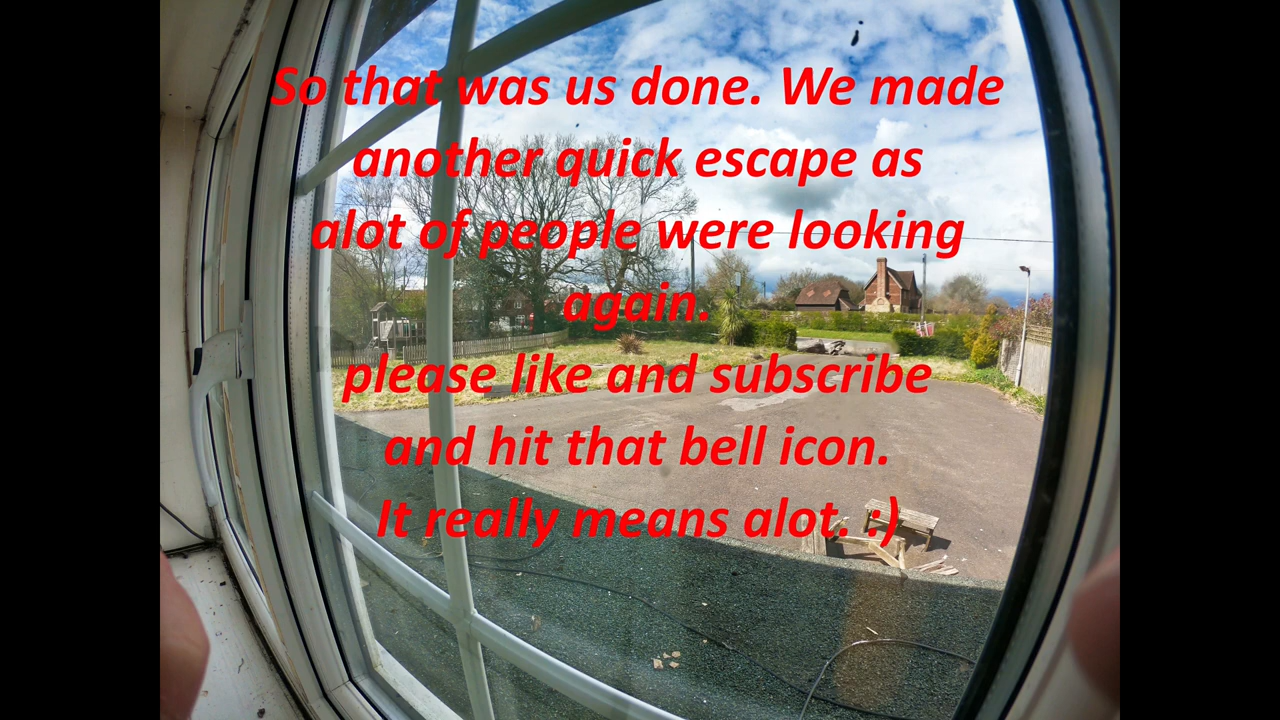 So that was us done. We made
another quick escape as
alot of people were looking
again.
please like and subscribe
and hit that bell icon.
It really means alot. :)